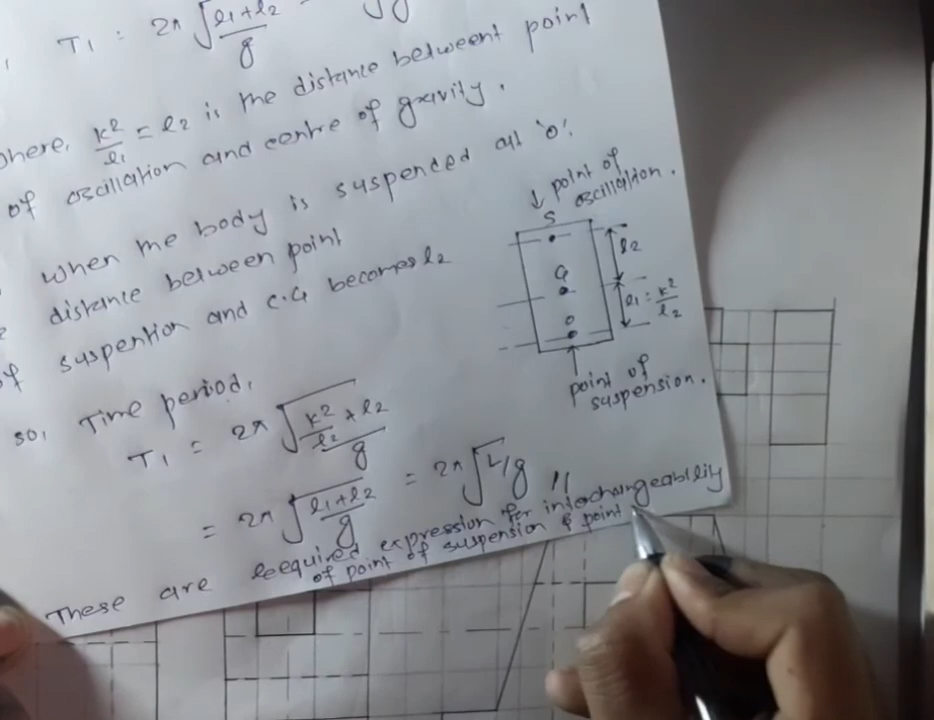 T₁ = 2π √(l₁+l₂/g)
where, k²/l₁ = l₂ is the distance betweent point
of oscillation and centre of gravity.
When the body is suspended at 'o'.
distance between point
of suspention and C.G becomes l₂
so, Time period,
T₁ = 2π √(k²/l₂ + l₂/g)
= 2π √(l₁+l₂/g) = 2π √L/g //
These are required expression for interchangeability
of point of suspension & point
↓ point of
oscillation.
S
G
O
l₂
l₁ = k²/l₂
point of
suspension.